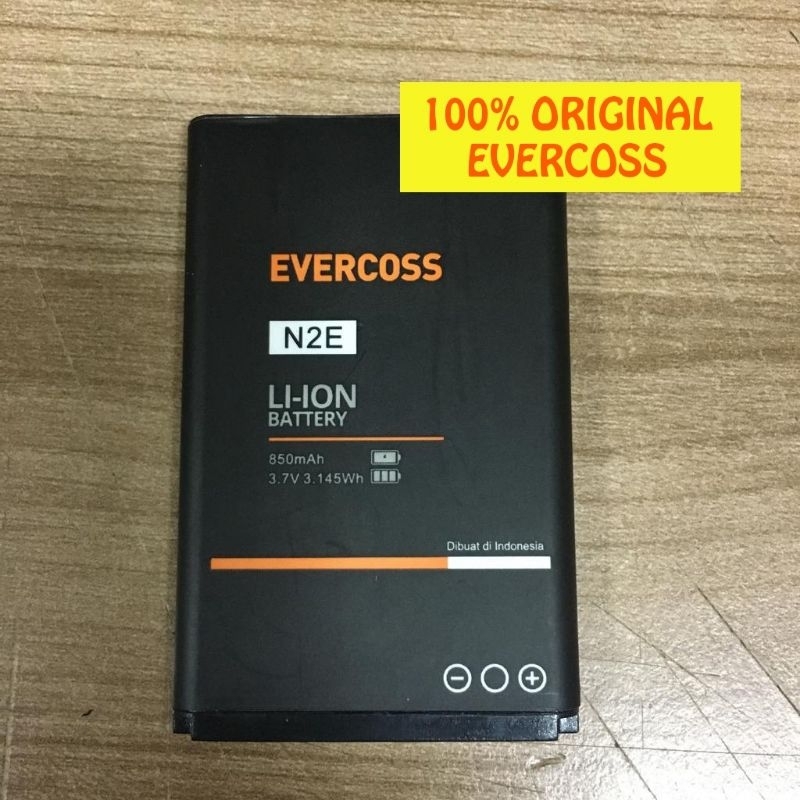 100% ORIGINAL
EVERCOSS
EVERCOSS
N2E
LI-ION
BATTERY
850mAh
3.7V 3.145Wh
Dibuat di Indonesia